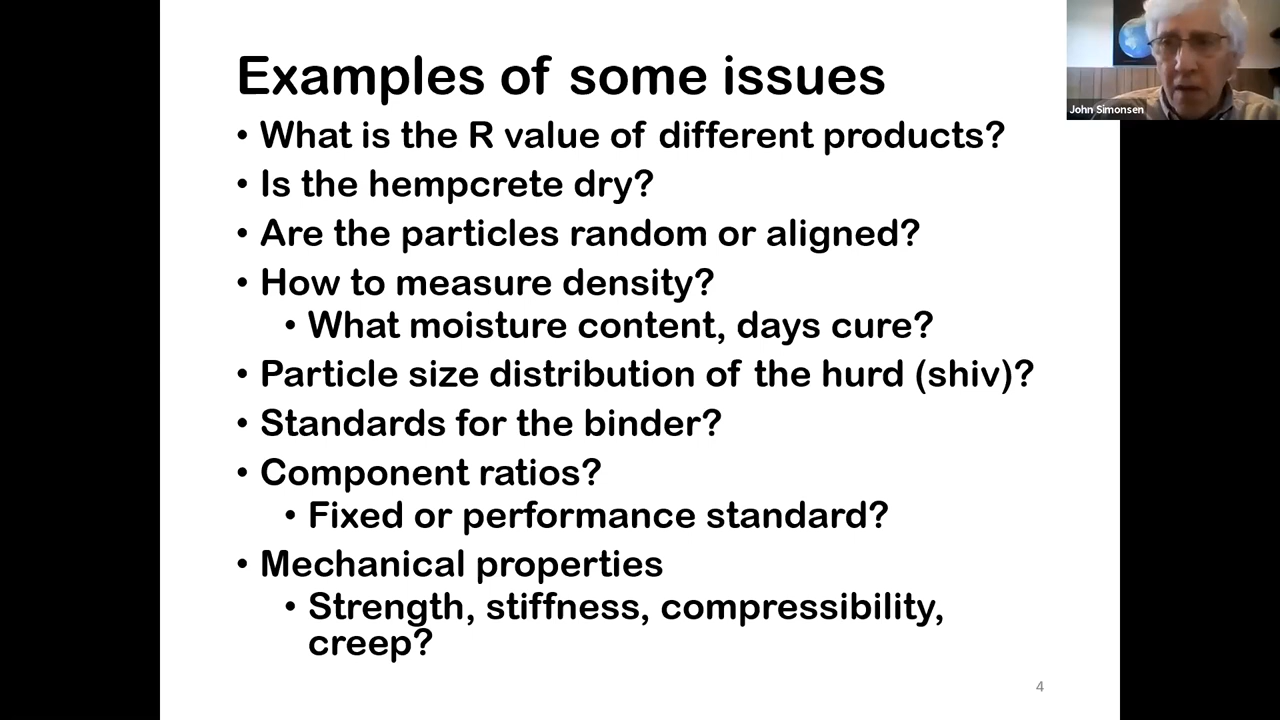 Examples of some issues
• What is the R value of different products?
• Is the hempcrete dry?
• Are the particles random or aligned?
• How to measure density?
• What moisture content, days cure?
• Particle size distribution of the hurd (shiv)?
• Standards for the binder?
• Component ratios?
• Fixed or performance standard?
• Mechanical properties
• Strength, stiffness, compressibility,
creep?
4
John Simonsen